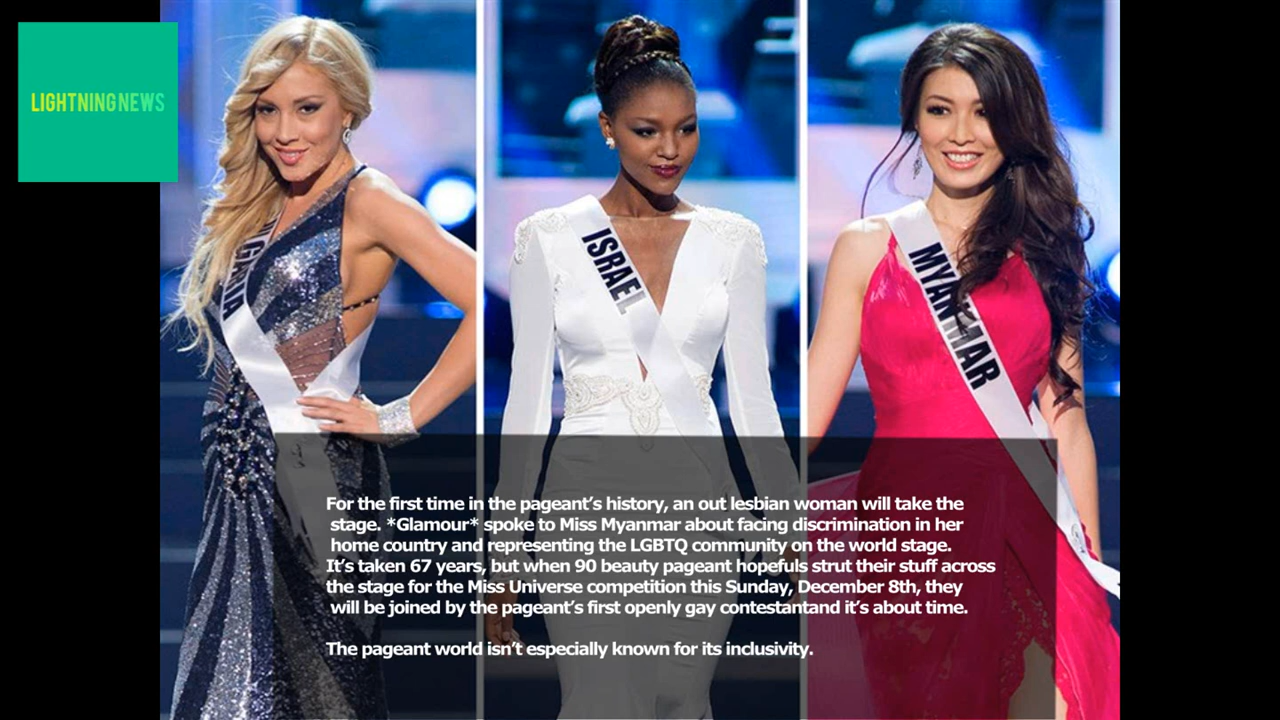 LIGHTNINGNEWS
ISRAEL
MYANMAR
For the first time in the pageant’s history, an out lesbian woman will take the
stage. *Glamour* spoke to Miss Myanmar about facing discrimination in her
home country and representing the LGBTQ community on the world stage.
It’s taken 67 years, but when 90 beauty pageant hopefuls strut their stuff across
the stage for the Miss Universe competition this Sunday, December 8th, they
will be joined by the pageant’s first openly gay contestantand it’s about time.
The pageant world isn’t especially known for its inclusivity.